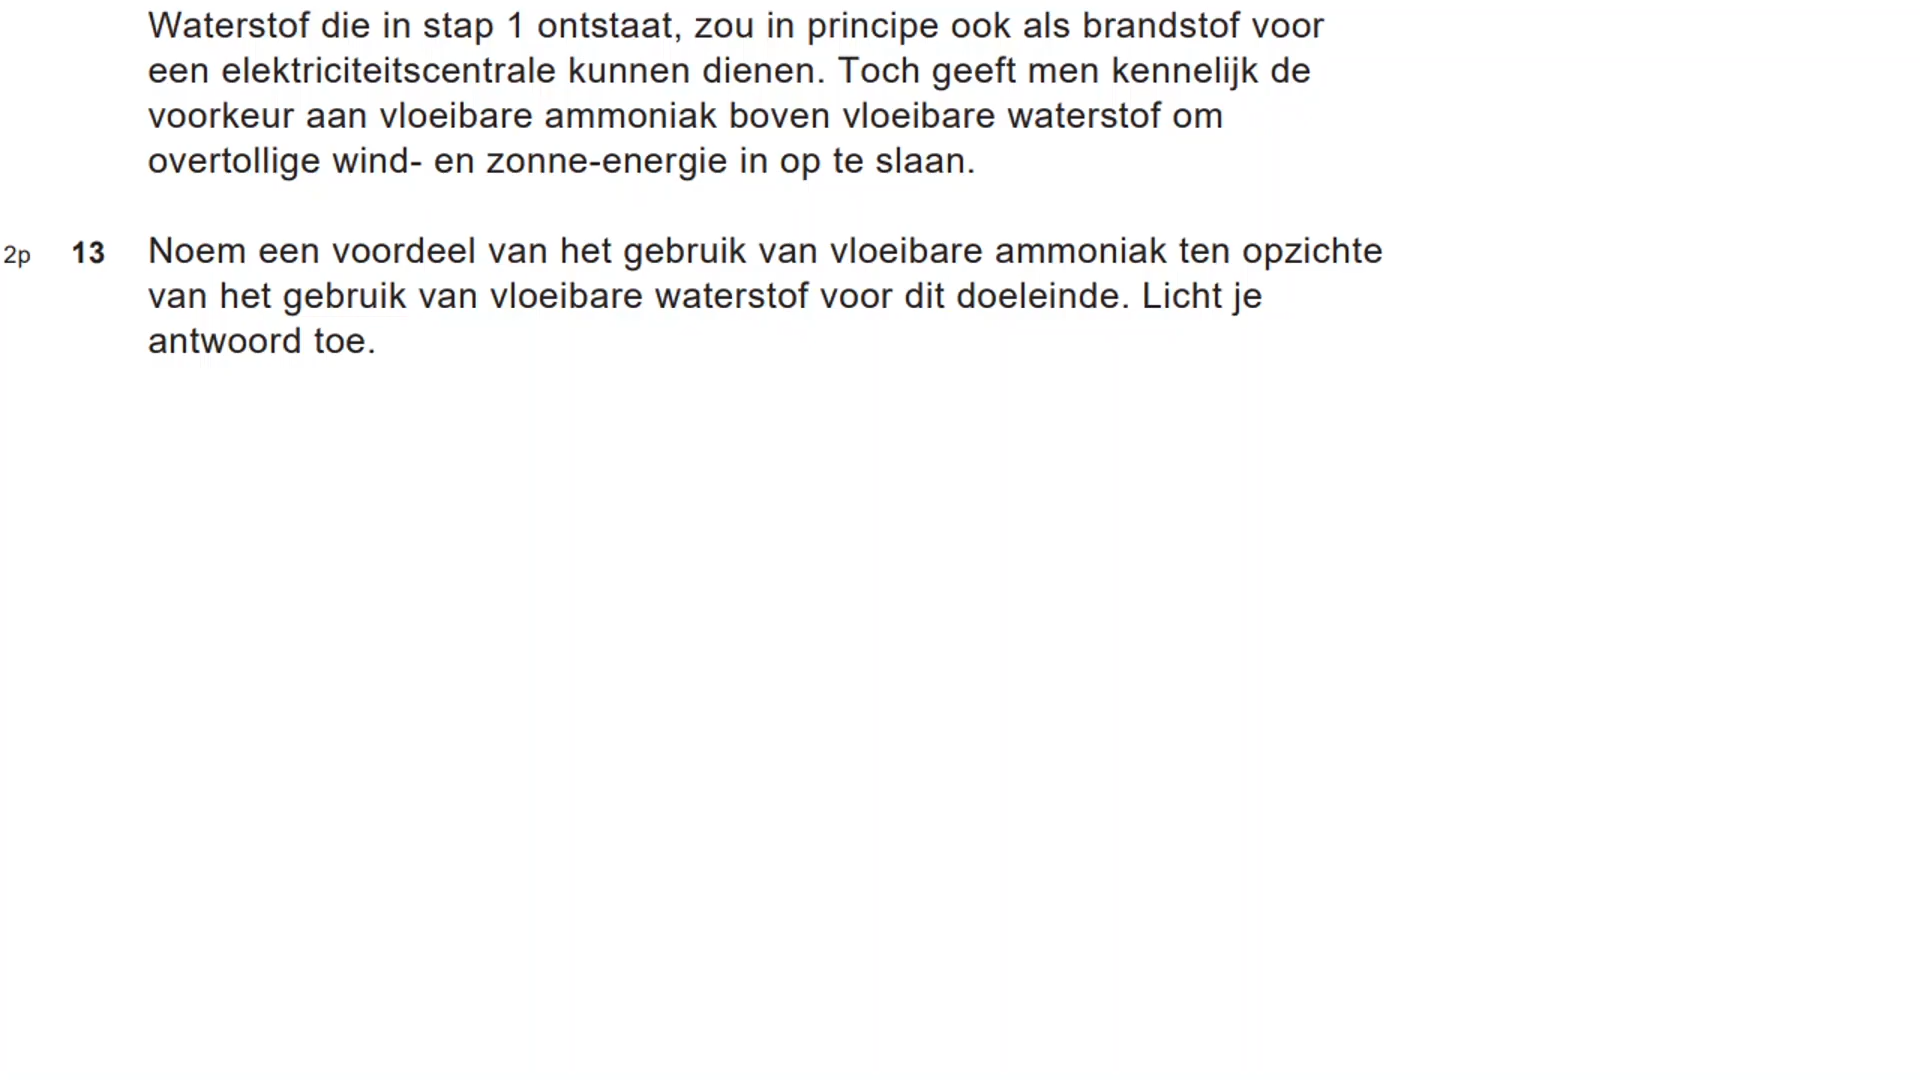 Waterstof die in stap 1 ontstaat, zou in principe ook als brandstof voor
een elektriciteitscentrale kunnen dienen. Toch geeft men kennelijk de
voorkeur aan vloeibare ammoniak boven vloeibare waterstof om
overtollige wind- en zonne-energie in op te slaan.
2p 13 Noem een voordeel van het gebruik van vloeibare ammoniak ten opzichte
van het gebruik van vloeibare waterstof voor dit doeleinde. Licht je
antwoord toe.